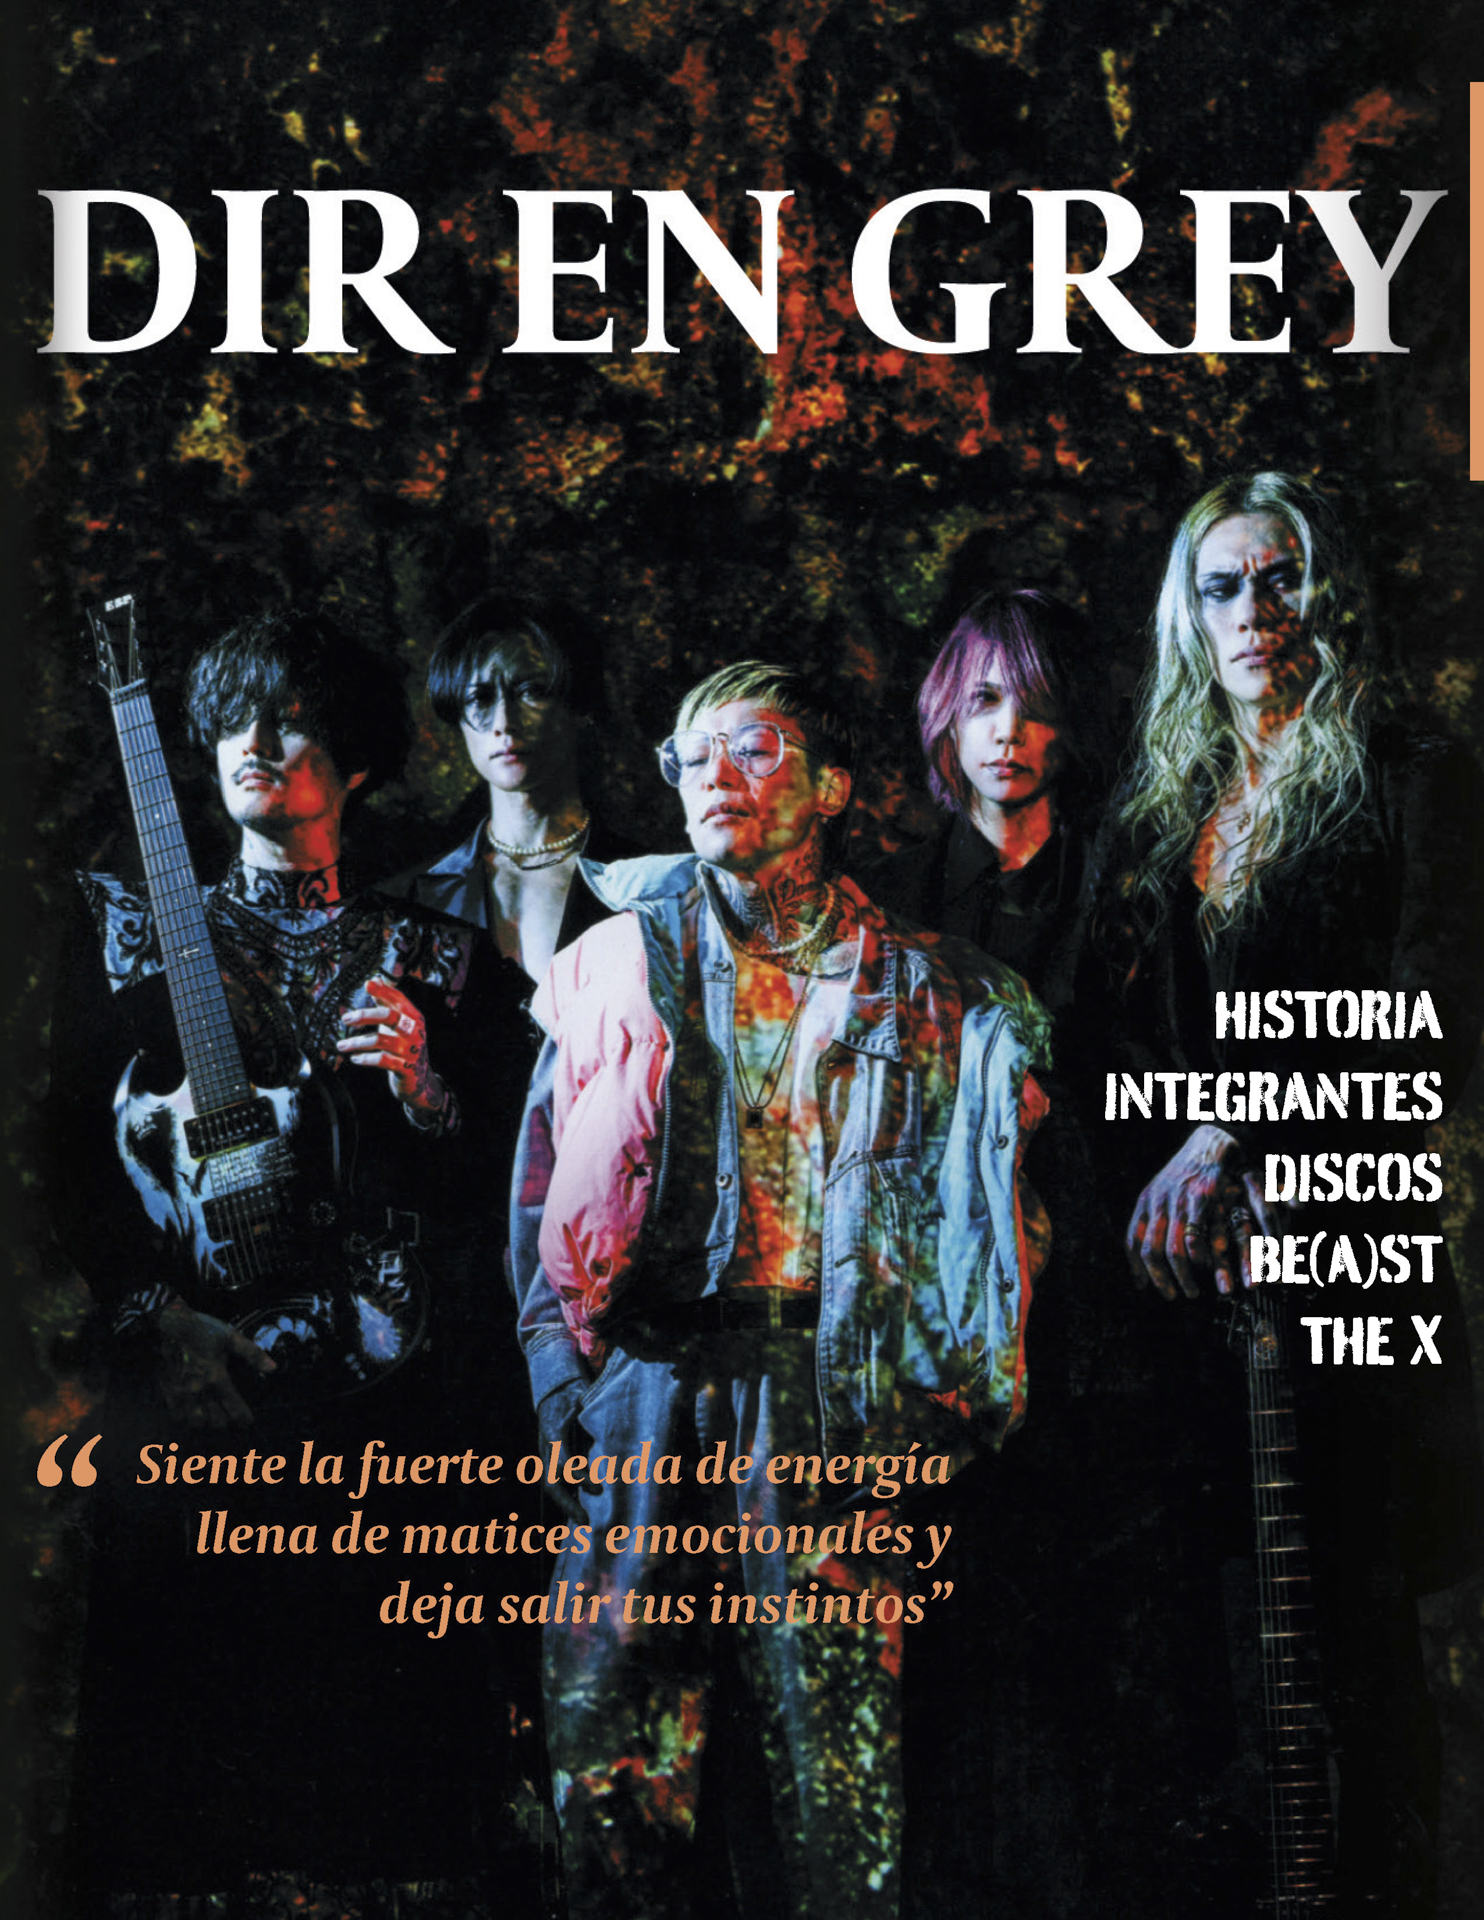 DIR EN GREY
ESP
HISTORIA
INTEGRANTES
DISCOS
BE(A)ST
THE X
“ Siente la fuerte oleada de energía
llena de matices emocionales y
deja salir tus instintos”